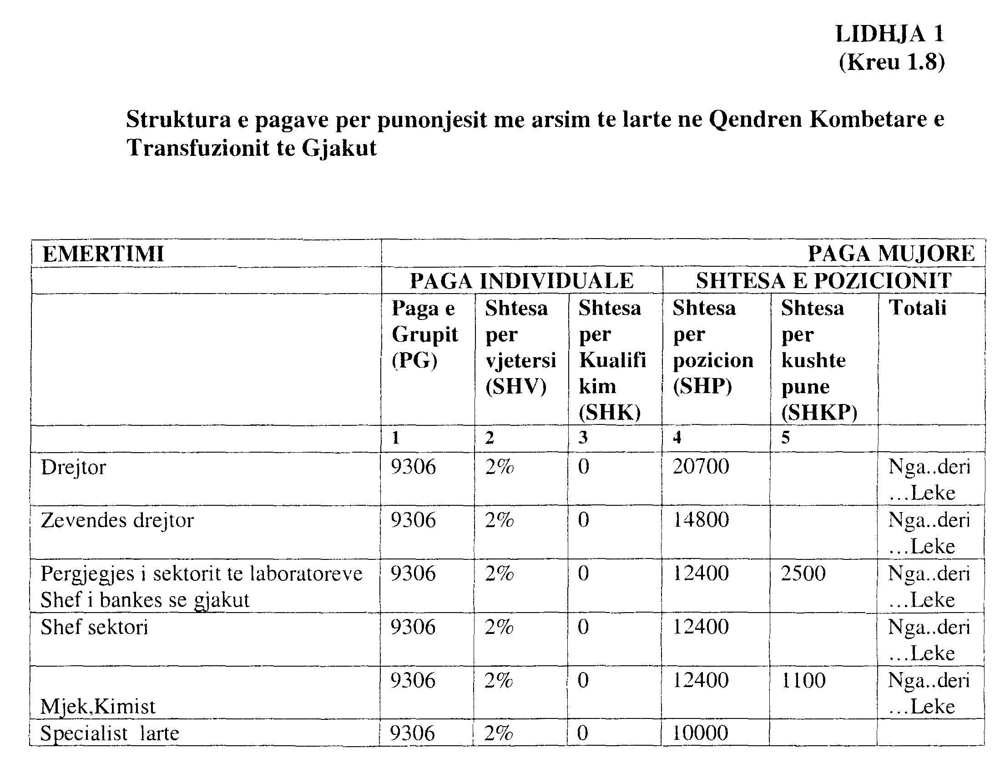 LIDHJA 1
(Kreu 1.8)
Struktura e pagave per punonjesit me arsim te larte ne Qendren Kombetare e
Transfuzionit te Gjakut
EMERTIMI PAGA MUJORE
PAGA INDIVIDUALE SHTESA E POZICIONIT
Paga e Shtesa Shtesa Shtesa Shtesa Totali
Grupit per per per per
(PG) vjetersi Kualifi pozicion kushte
(SHV) kim (SHP) pune
(SHK) (SHKP)
1 2 3 4 5
Drejtor 9306 2% 0 20700 Nga..deri
...Leke
Zevendes drejtor 9306 2% 0 14800 Nga..deri
...Leke
Pergjegjes i sektorit te laboratoreve 9306 2% 0 12400 2500 Nga..deri
Shef i bankes se gjakut ...Leke
Shef sektori 9306 2% 0 12400 Nga..deri
...Leke
9306 2% 0 12400 1100 Nga..deri
Mjek,Kimist ...Leke
Specialist larte 9306 2% 0 10000